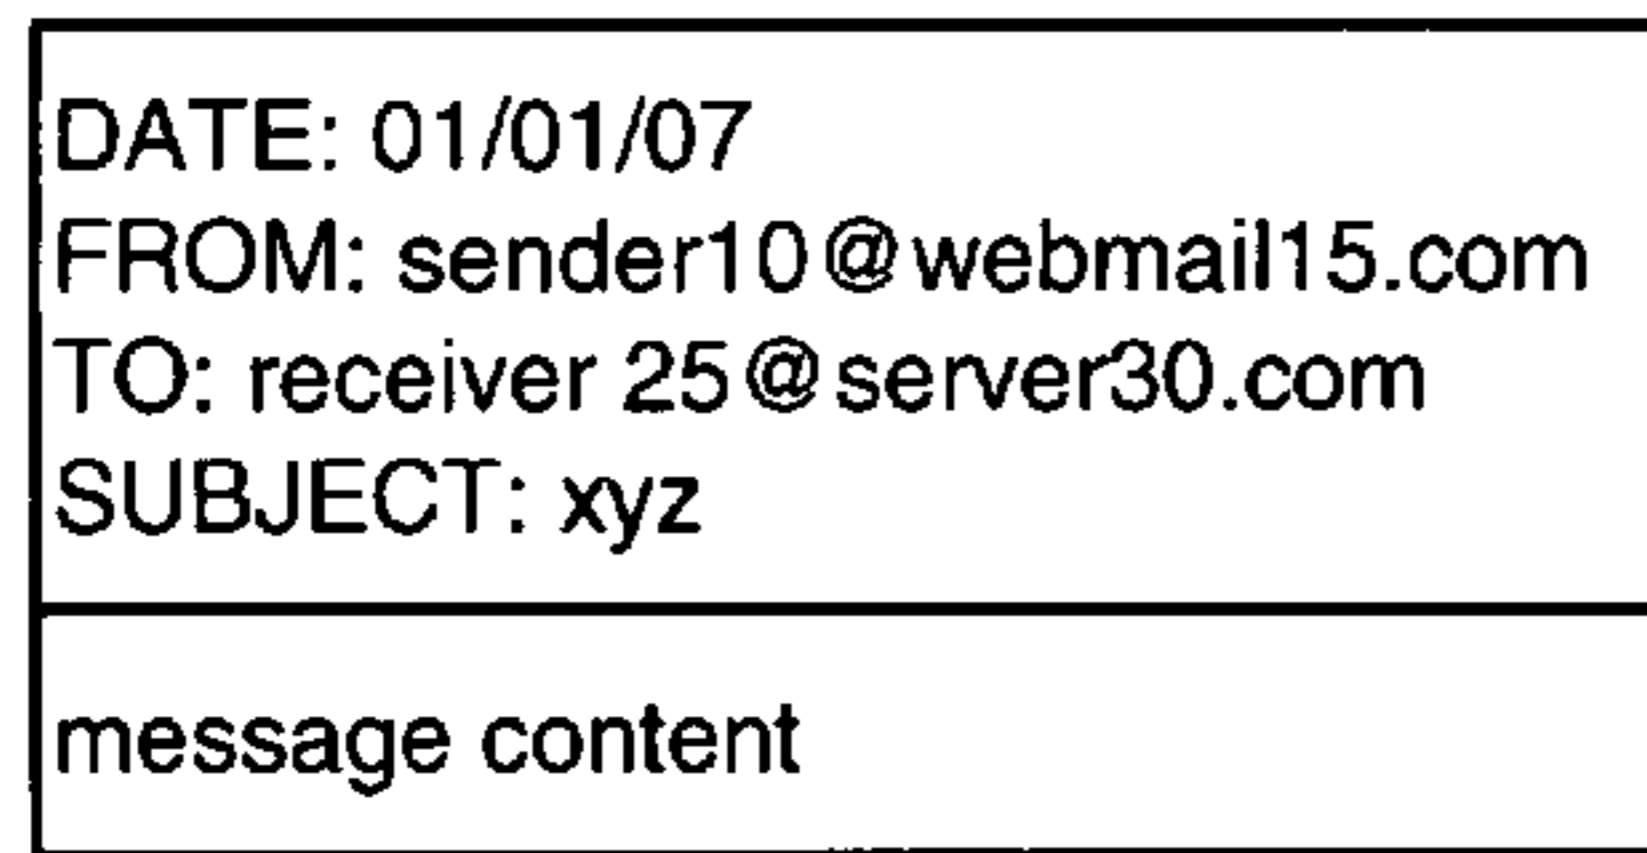 DATE: 01/01/07
FROM: sender10@webmail15.com
TO: receiver 25@server30.com
SUBJECT: xyz
message content